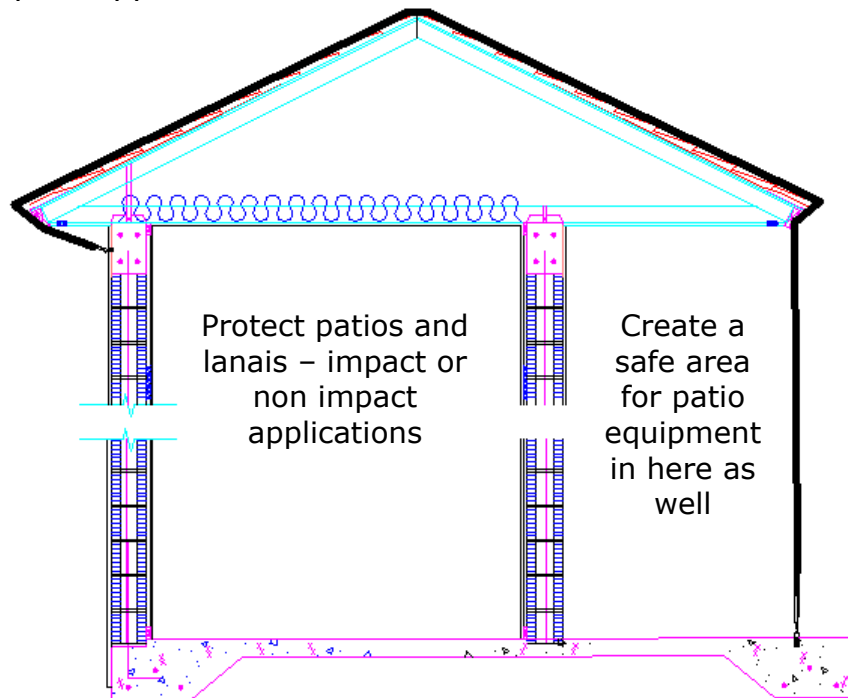 Protect patios and
lanais – impact or
non impact
applications
Create a
safe area
for patio
equipment
in here as
well